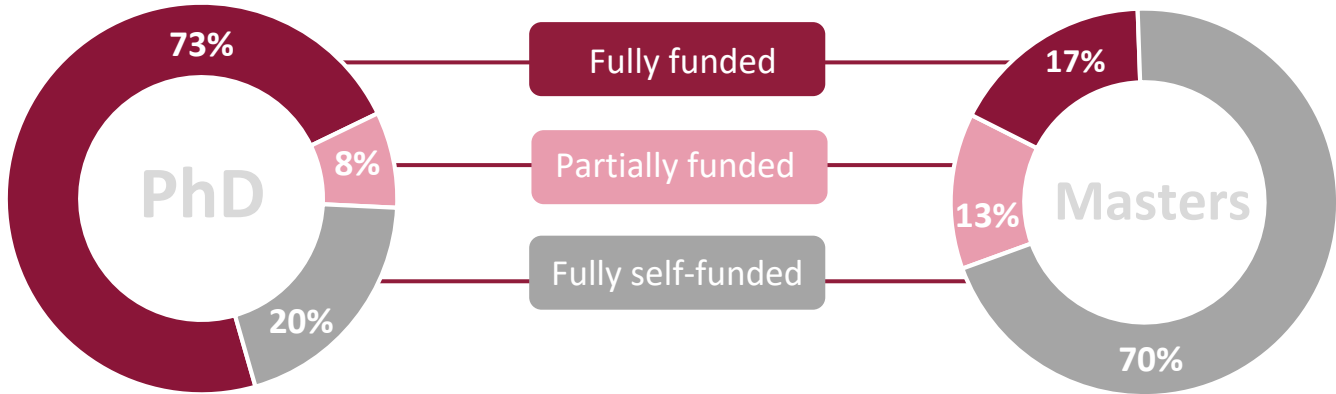 73%
8%
20%
PhD
Fully funded
Partially funded
Fully self-funded
17%
13%
70%
Masters